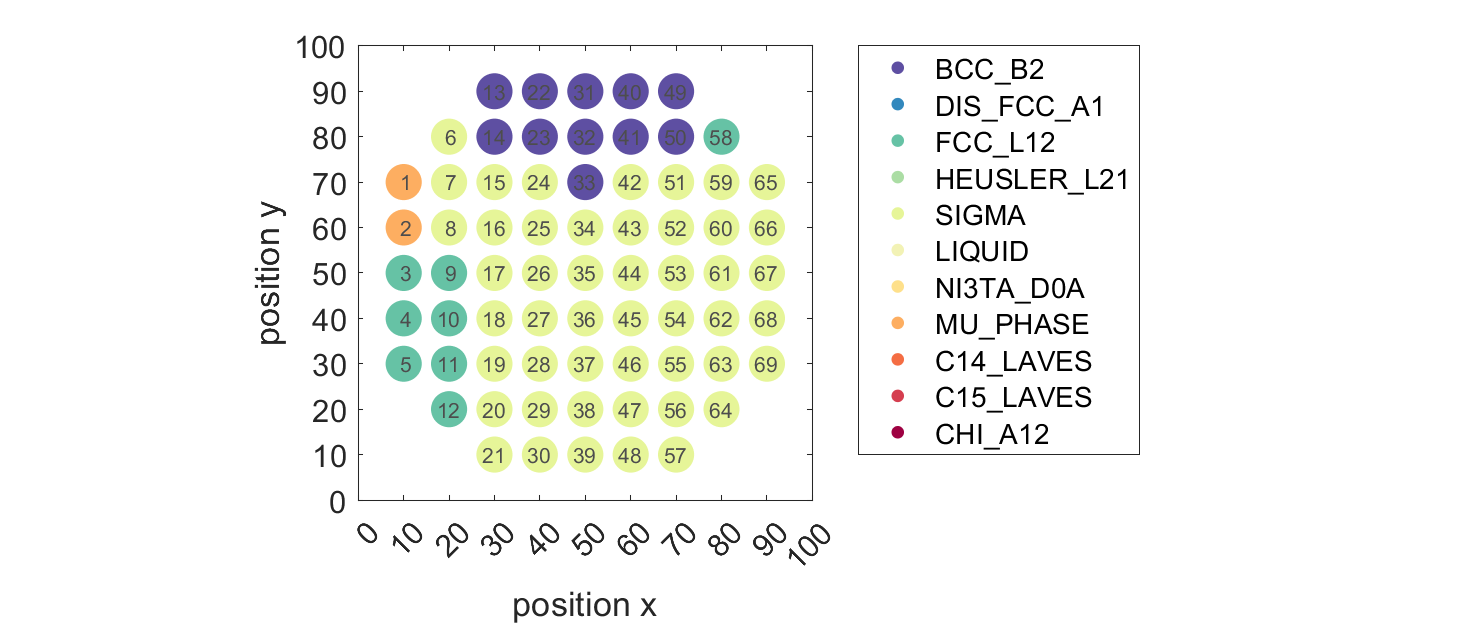 100
90 13 22 31 40 49
80 6 14 23 32 41 50 58
70 1 7 15 24 33 42 51 59 65
60 2 8 16 25 34 43 52 60 66
50 3 9 17 26 35 44 53 61 67
40 4 10 18 27 36 45 54 62 68
30 5 11 19 28 37 46 55 63 69
20 12 20 29 38 47 56 64
10 21 30 39 48 57
0
0 10 20 30 40 50 60 70 80 90 100
position x
position y
BCC_B2
DIS_FCC_A1
FCC_L12
HEUSLER_L21
SIGMA
LIQUID
NI3TA_D0A
MU_PHASE
C14_LAVES
C15_LAVES
CHI_A12